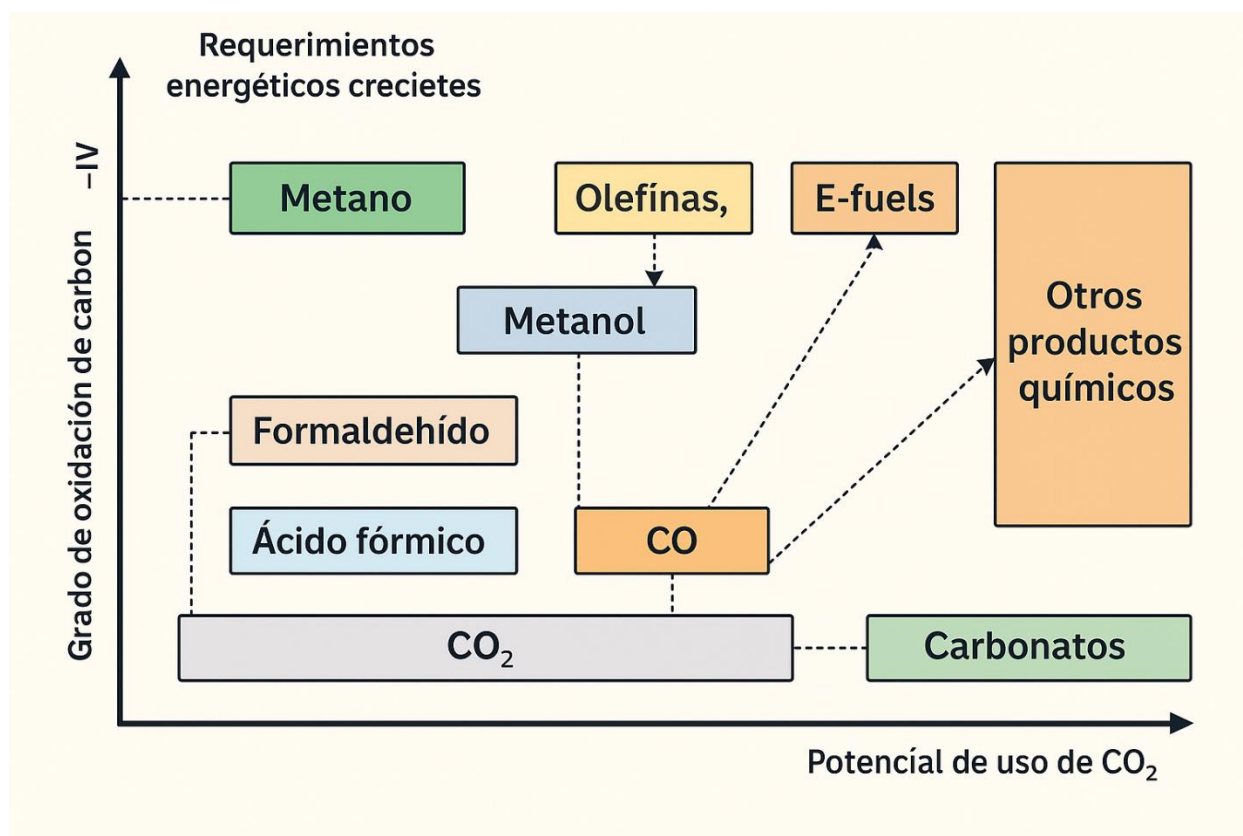 Requerimientos
energéticos crecietes
–IV
Grado de oxidación de carbon
Metano
Olefínas,
E-fuels
Otros
productos
químicos
Metanol
Formaldehído
Ácido fórmico
CO
CO₂
Carbonatos
Potencíal de uso de CO₂